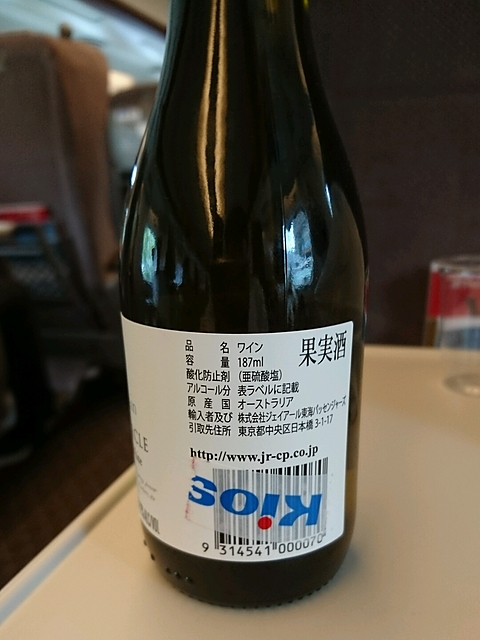 果実酒
品名 ワイン
容量 187ml
酸化防止剤 (亜硫酸塩)
アルコール分 表ラベルに記載
原産国 オーストラリア
輸入者及び 株式会社ジェイアール東海パッセンジャーズ
引取先住所 東京都中央区日本橋 3-1-17
http://www.jr-cp.co.jp
Kios
9 314541 000070
CLE